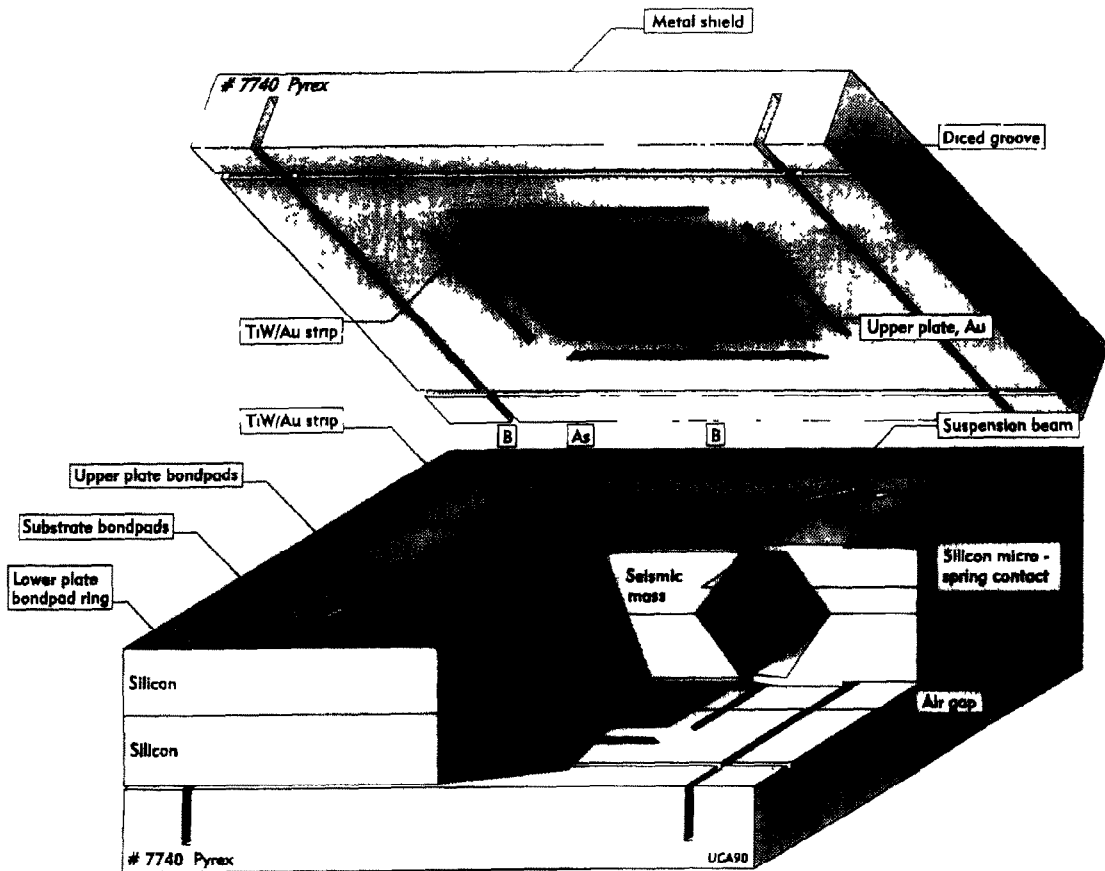 Metal shield
# 7740 Pyrex
Diced groove
TiW/Au strip
Upper plate, Au
TiW/Au strip
B
As
B
Suspension beam
Upper plate bondpads
Substrate bondpads
Lower plate
bondpad ring
Seismic
mass
Silicon micro -
spring contact
Silicon
Air gap
Silicon
# 7740 Pyrex
UGA90